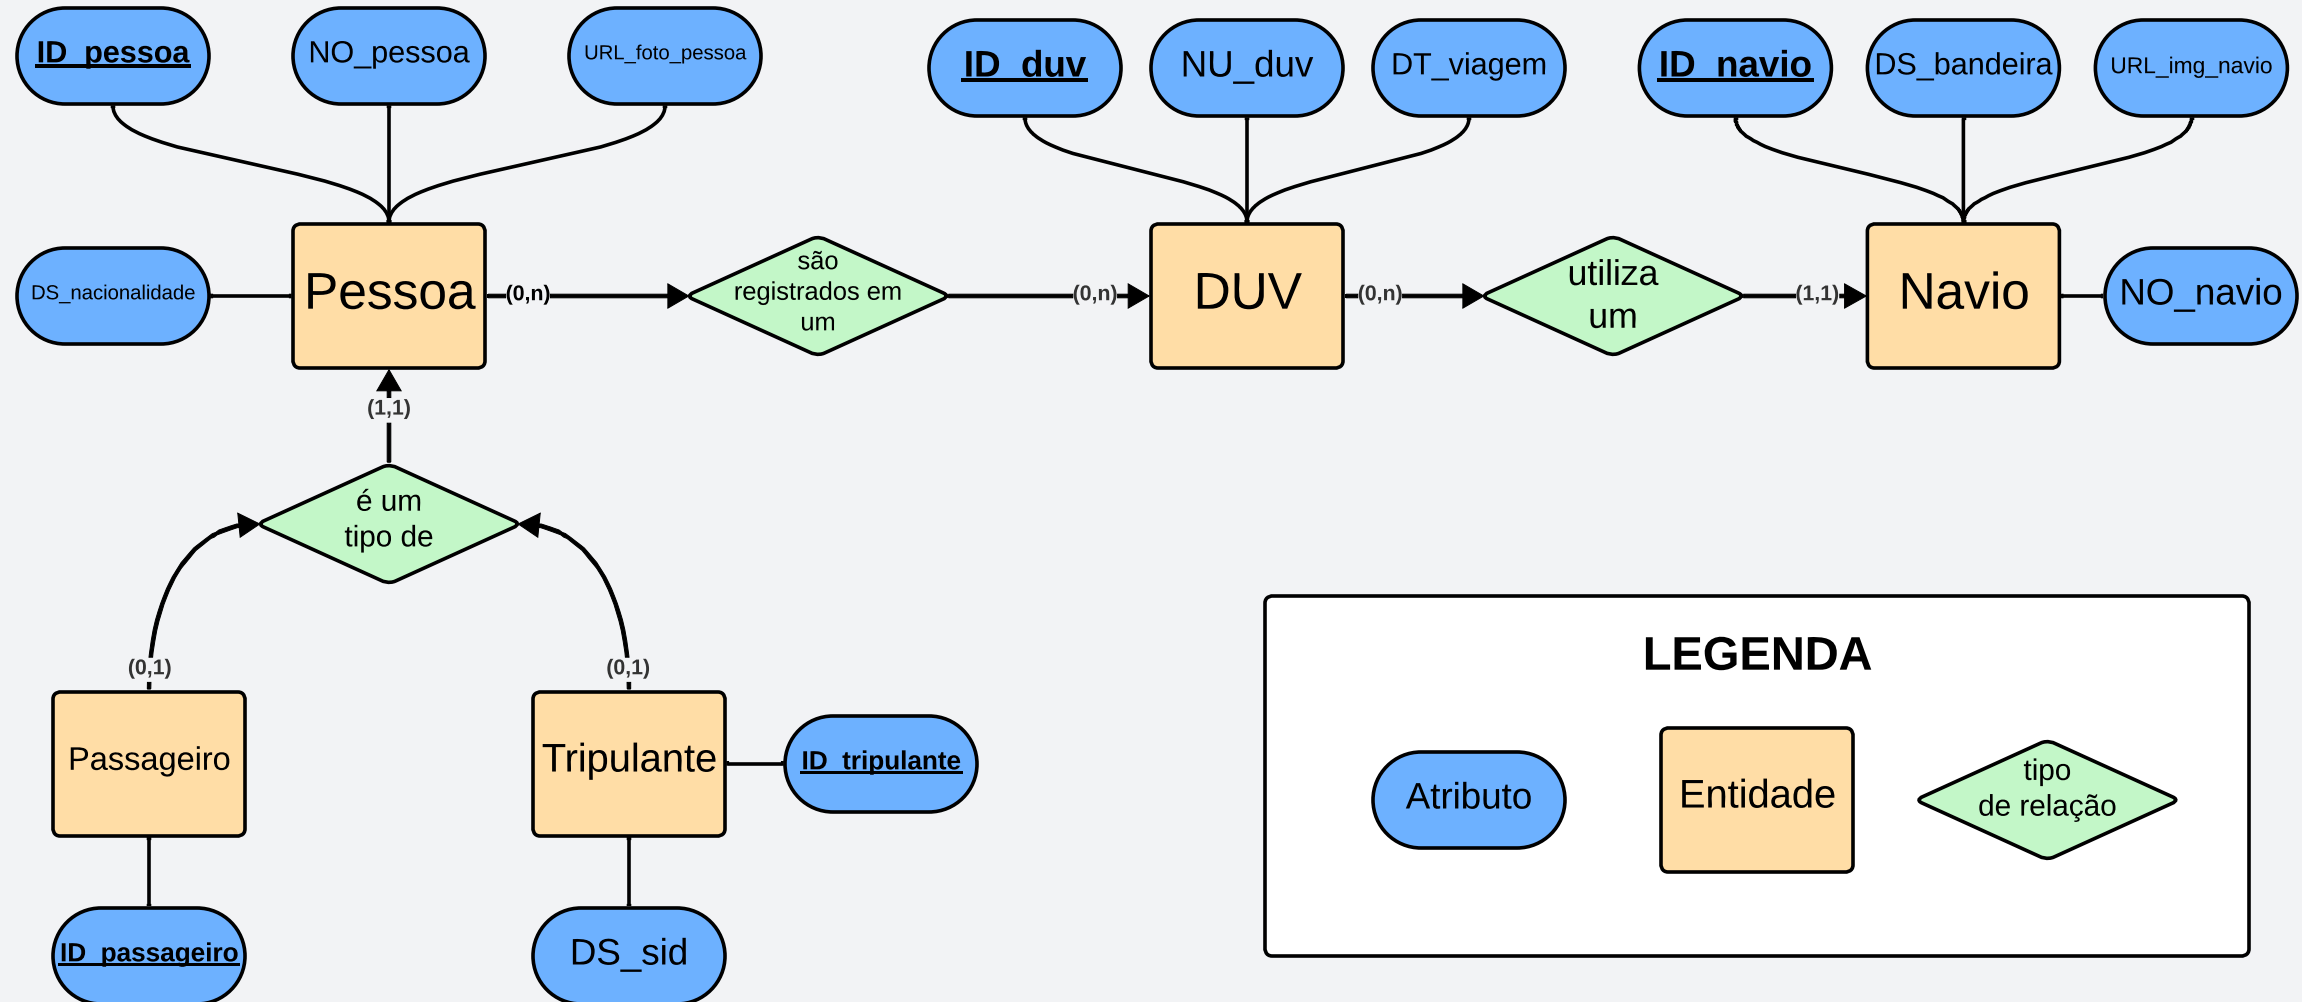 ID_pessoa
NO_pessoa
URL_foto_pessoa
ID_duv
NU_duv
DT_viagem
ID_navio
DS_bandeira
URL_img_navio
DS_nacionalidade
Pessoa
(0,n)
são
registrados em
um
(0,n)
DUV
(0,n)
utiliza
um
(1,1)
Navio
NO_navio
(1,1)
é um
tipo de
(0,1)
(0,1)
Passageiro
Tripulante
ID_tripulante
ID_passageiro
DS_sid
LEGENDA
Atributo
Entidade
tipo
de relação